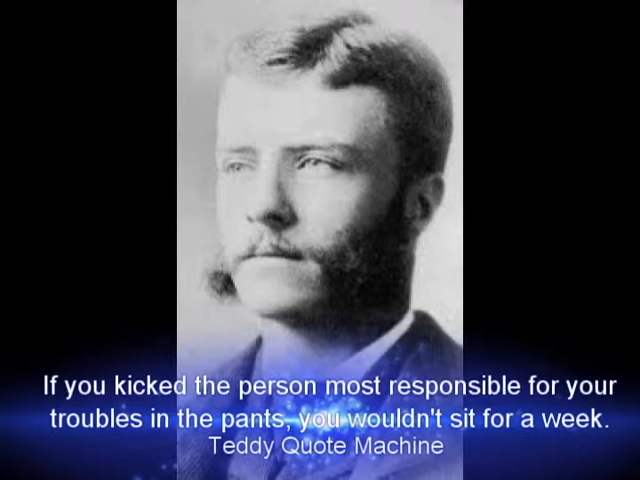 If you kicked the person most responsible for your
troubles in the pants, you wouldn't sit for a week.
Teddy Quote Machine